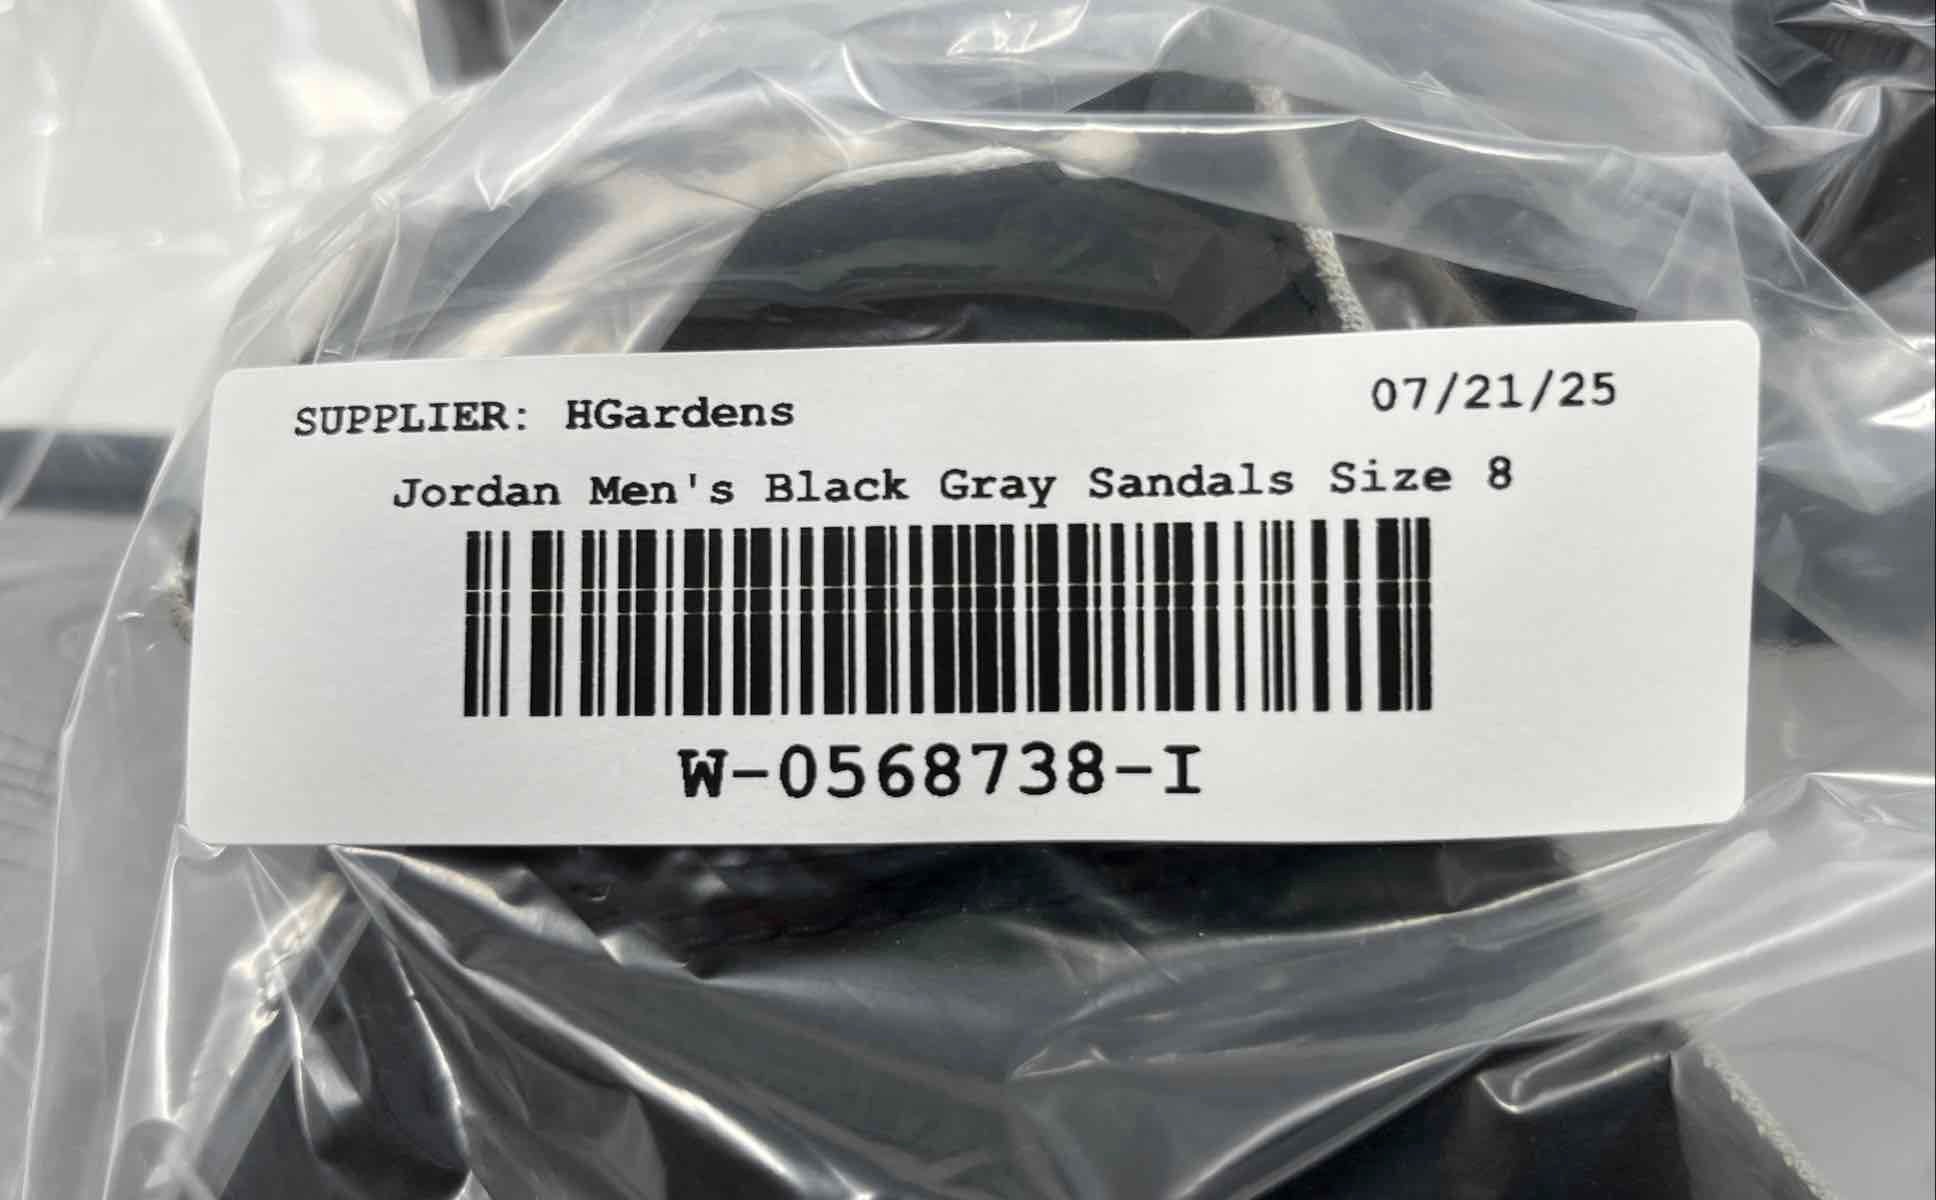 SUPPLIER: HGardens
07/21/25
Jordan Men's Black Gray Sandals Size 8
W-0568738-I